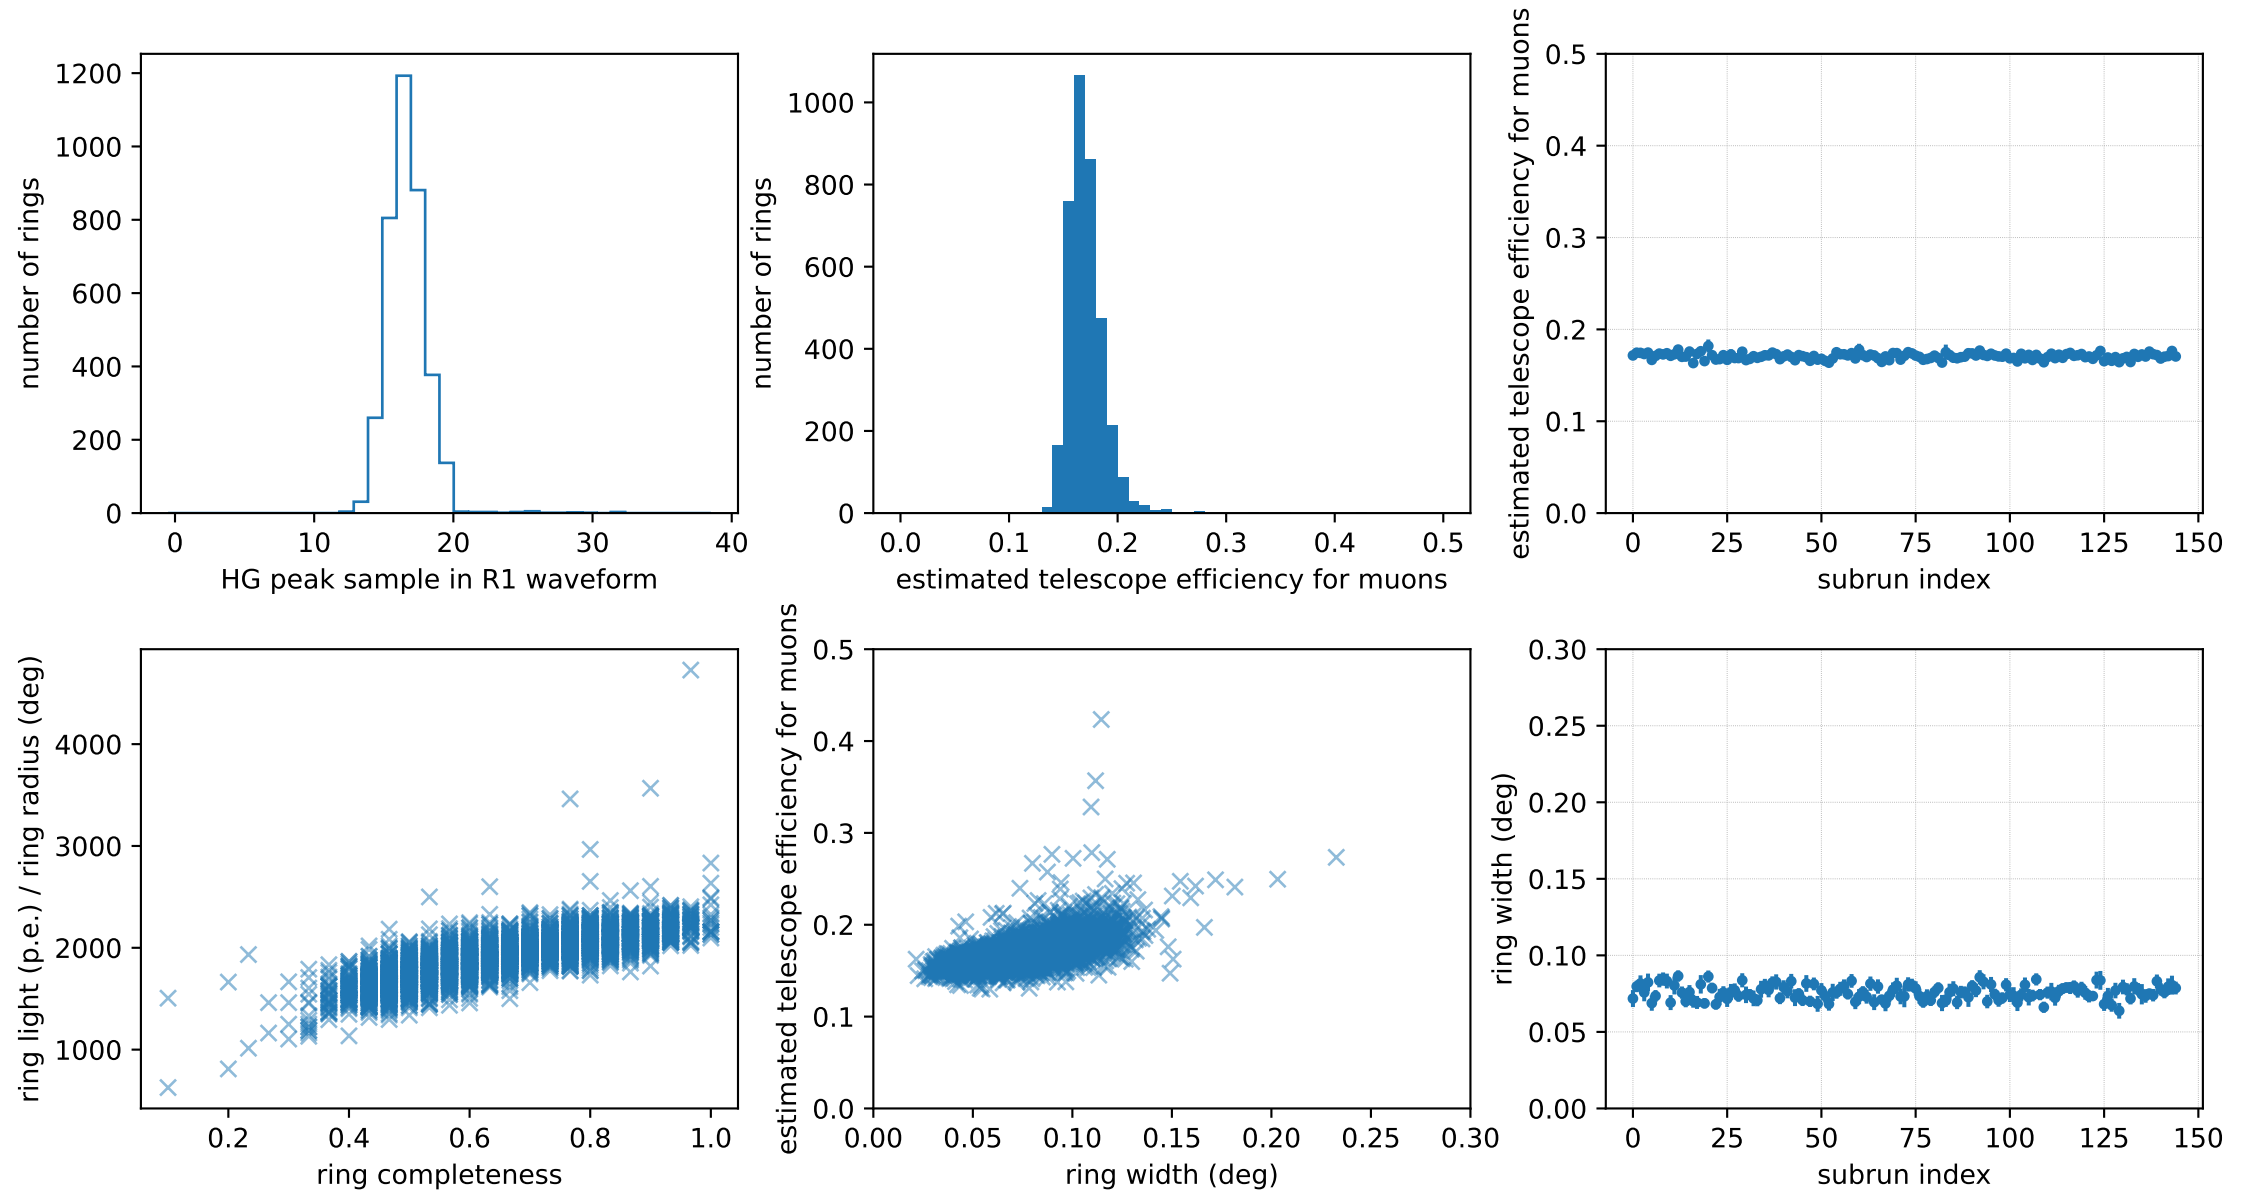 1200
1000
800
600
400
200
0
number of rings
0 10 20 30 40
HG peak sample in R1 waveform
1000
800
600
400
200
0
number of rings
0.0 0.1 0.2 0.3 0.4 0.5
estimated telescope efficiency for muons
0.5
0.4
0.3
0.2
0.1
0.0
estimated telescope efficiency for muons
0 25 50 75 100 125 150
subrun index
4000
3000
2000
1000
ring light (p.e.) / ring radius (deg)
0.2 0.4 0.6 0.8 1.0
ring completeness
0.5
0.4
0.3
0.2
0.1
0.0
estimated telescope efficiency for muons
0.00 0.05 0.10 0.15 0.20 0.25 0.30
ring width (deg)
0.30
0.25
0.20
0.15
0.10
0.05
0.00
ring width (deg)
0 25 50 75 100 125 150
subrun index